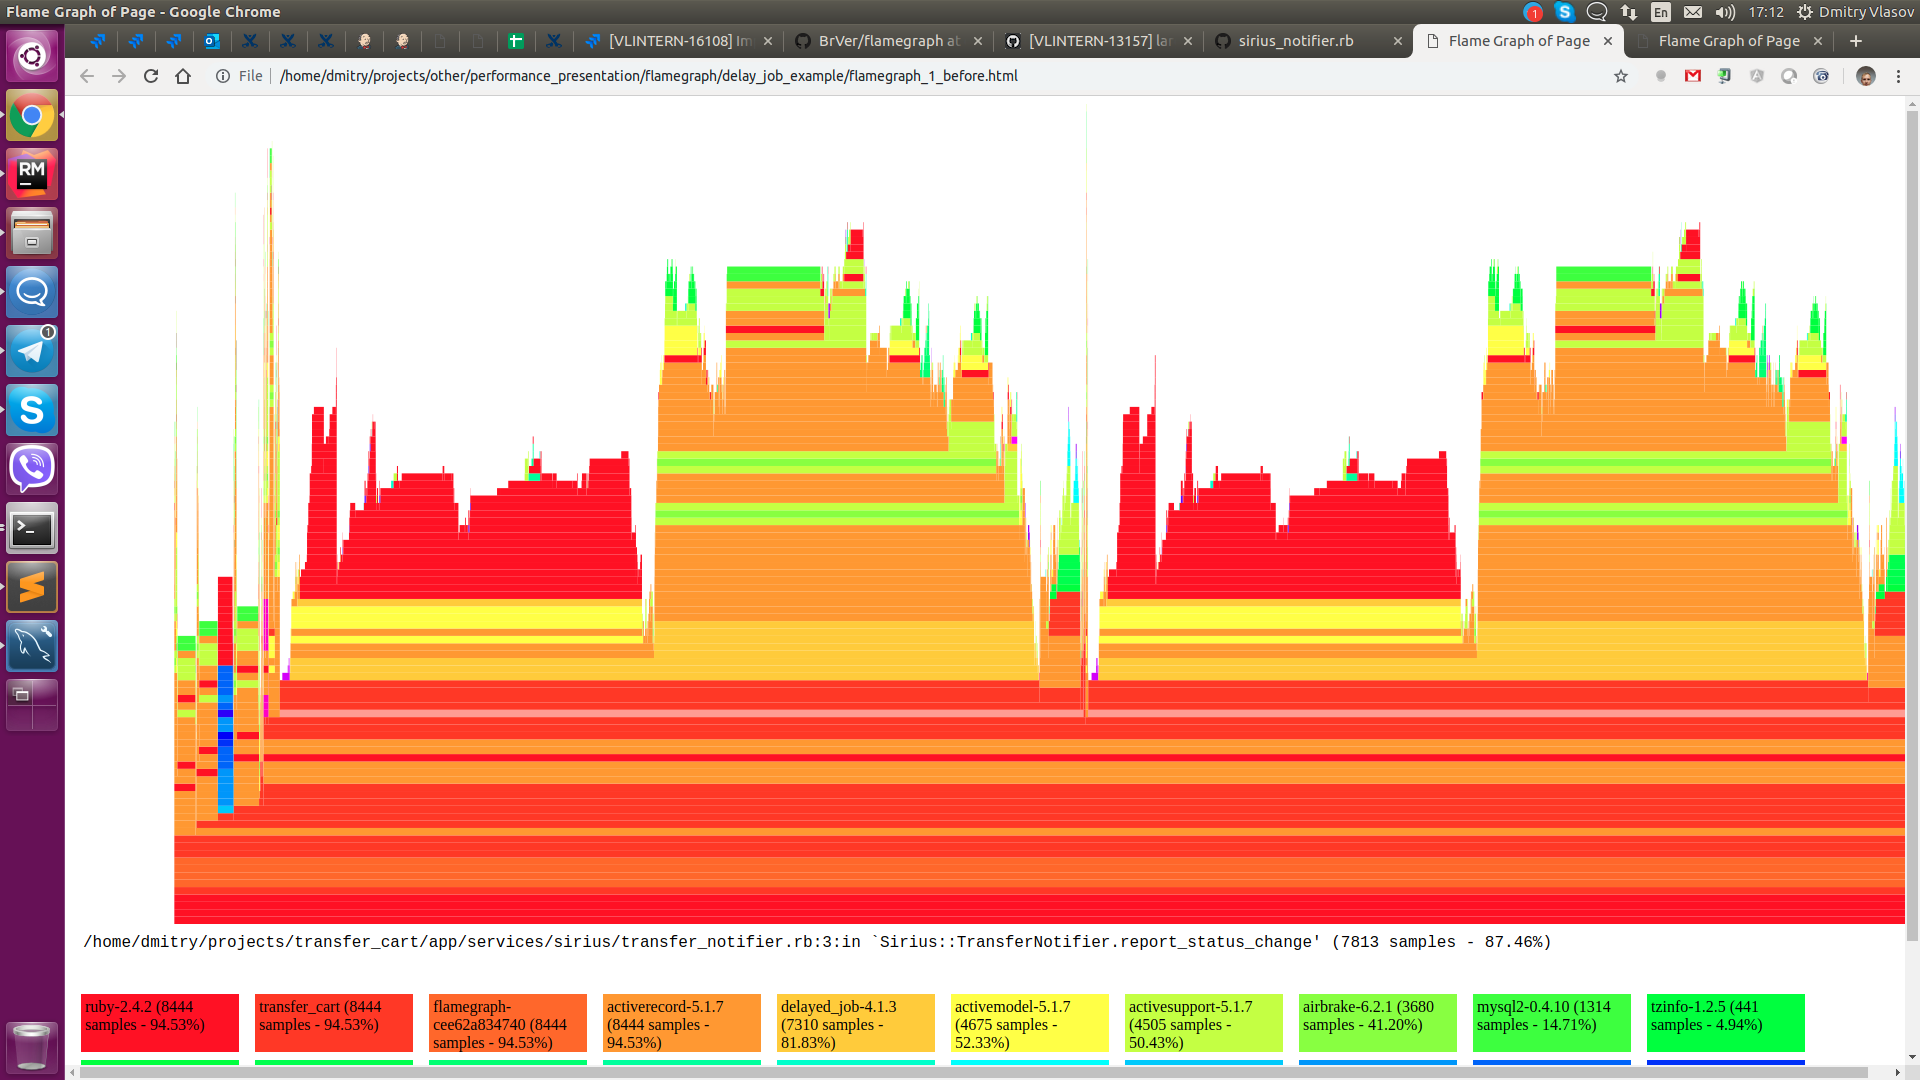 Flame Graph of Page - Google Chrome
1
En
17:12
Dmitry Vlasov
[VLINTERN-16108] Im
BrVer/flamegraph at
[VLINTERN-13157] lar
sirius_notifier.rb
Flame Graph of Page
Flame Graph of Page
File
/home/dmitry/projects/other/performance_presentation/flamegraph/delay_job_example/flamegraph_1_before.html
RM
1
/home/dmitry/projects/transfer_cart/app/services/sirius/transfer_notifier.rb:3:in `Sirius::TransferNotifier.report_status_change' (7813 samples - 87.46%)
ruby-2.4.2 (8444
samples - 94.53%)
transfer_cart (8444
samples - 94.53%)
flamegraph-
cee62a834740 (8444
samples - 94.53%)
activerecord-5.1.7
(8444 samples -
94.53%)
delayed_job-4.1.3
(7310 samples -
81.83%)
activemodel-5.1.7
(4675 samples -
52.33%)
activesupport-5.1.7
(4505 samples -
50.43%)
airbrake-6.2.1 (3680
samples - 41.20%)
mysql2-0.4.10 (1314
samples - 14.71%)
tzinfo-1.2.5 (441
samples - 4.94%)